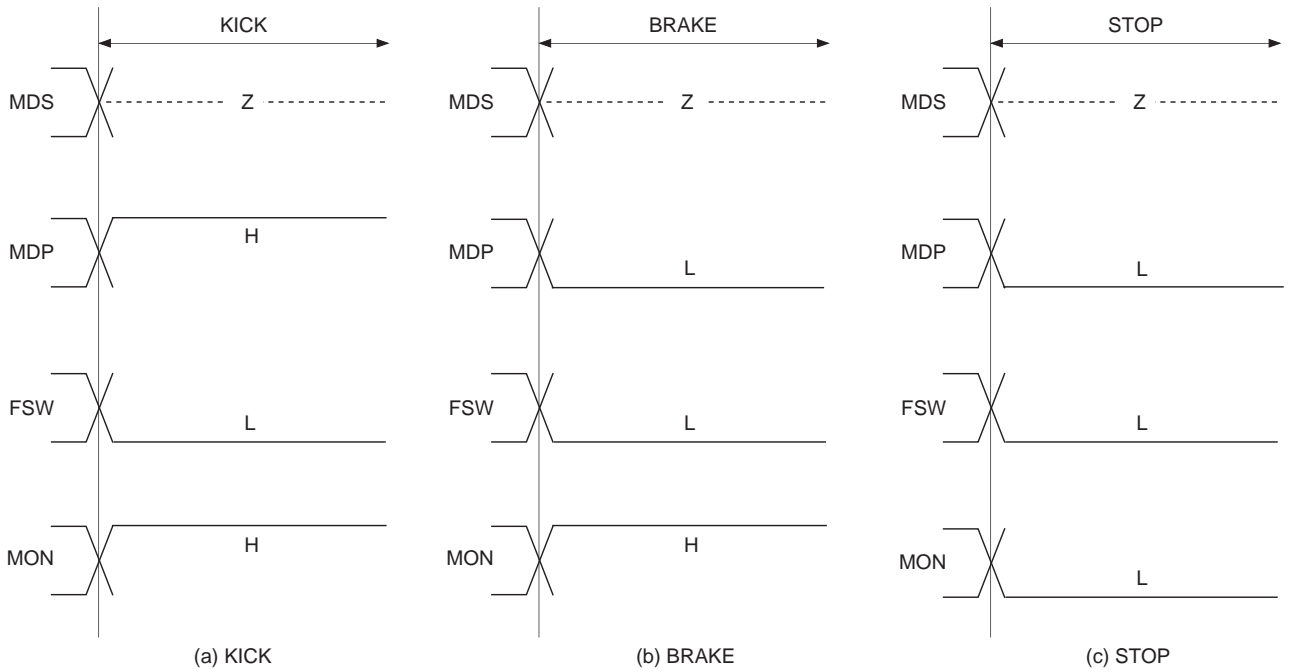 KICK
MDS
Z
MDP
H
FSW
L
MON
H
(a) KICK
BRAKE
MDS
Z
MDP
L
FSW
L
MON
H
(b) BRAKE
STOP
MDS
Z
MDP
L
FSW
L
MON
L
(c) STOP